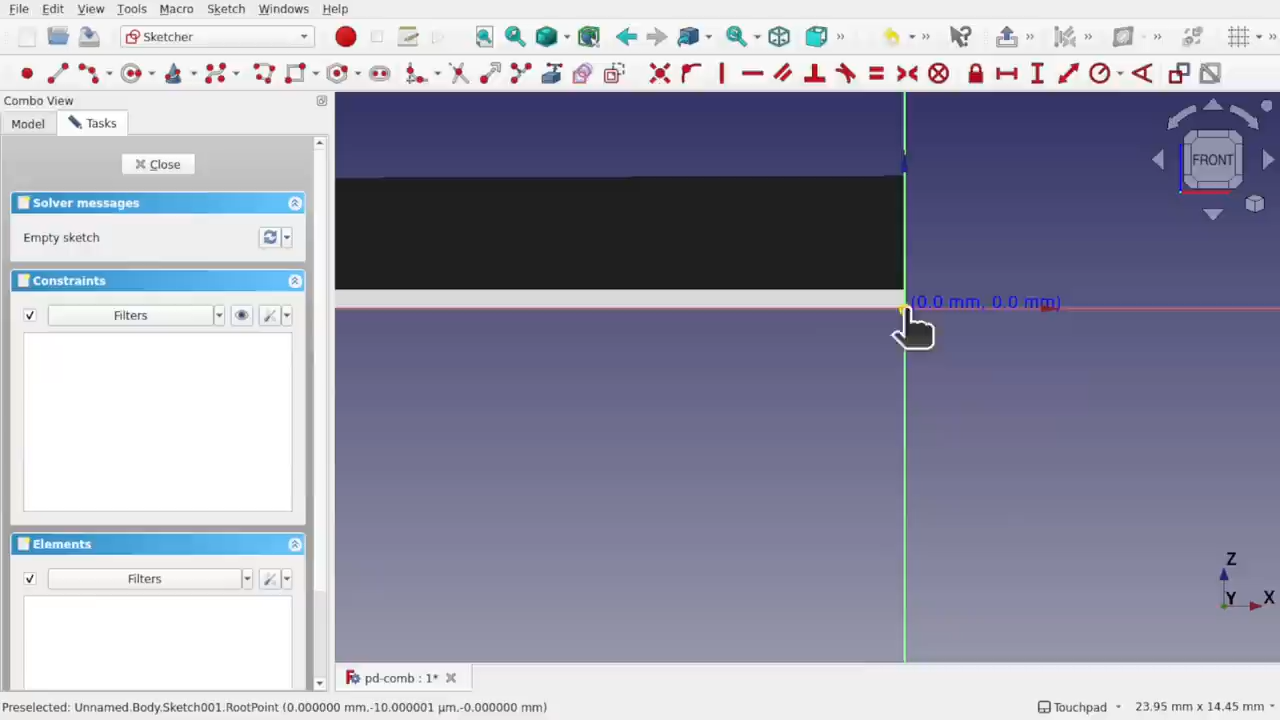 File Edit View Tools Macro Sketch Windows Help
Sketcher
Combo View
Model Tasks
Close
FRONT
Solver messages
Empty sketch
Constraints
Filters
(0.0 mm, 0.0 mm)
Elements
Filters
Z
Y X
pd-comb : 1*
Preselected: Unnamed.Body.Sketch001.RootPoint (0.000000 mm.-10.000001 µm.-0.000000 mm) Touchpad 23.95 mm x 14.45 mm